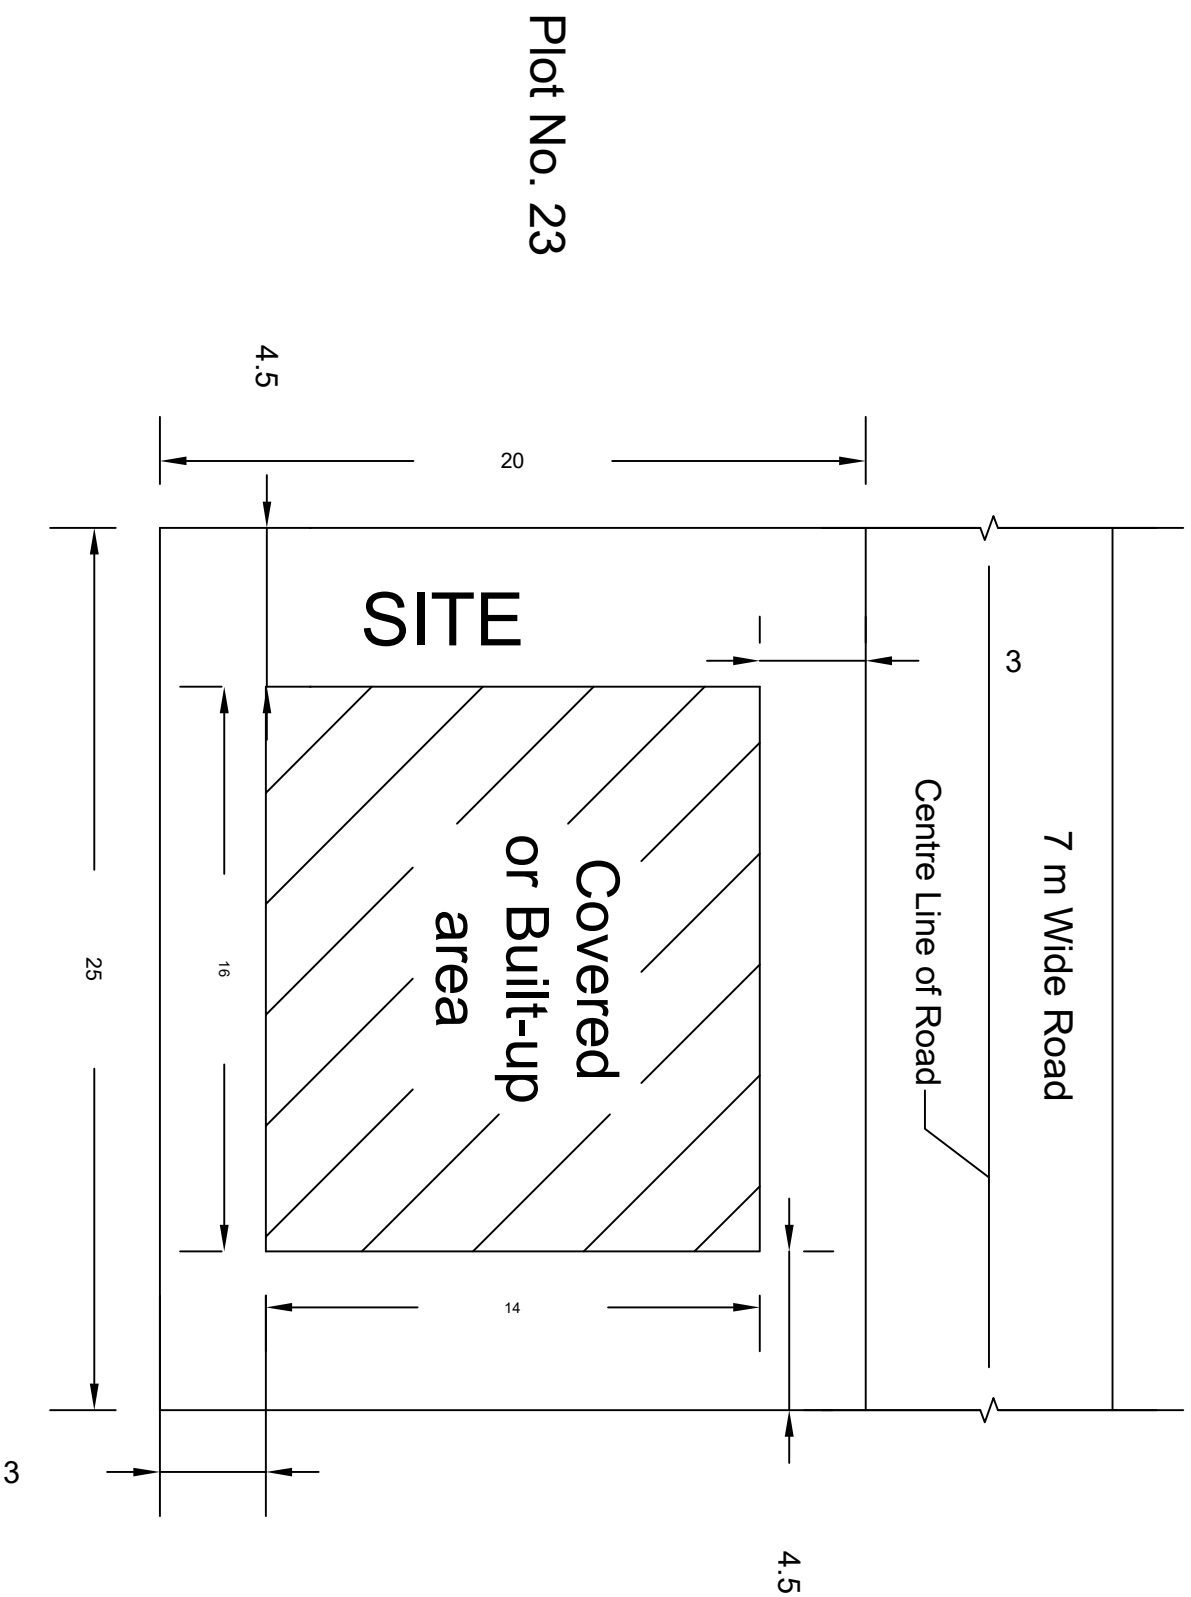 Plot No. 23
4.5
20
SITE
3
7 m Wide Road
Centre Line of Road
Covered
or Built-up
area
16
25
14
3
4.5